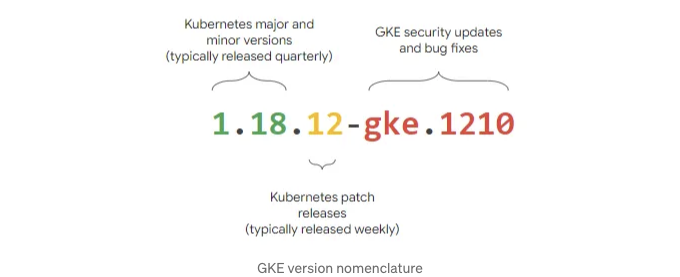 Kubernetes major and
minor versions
(typically released quarterly)
GKE security updates
and bug fixes
1.18.12-gke.1210
Kubernetes patch
releases
(typically released weekly)
GKE version nomenclature